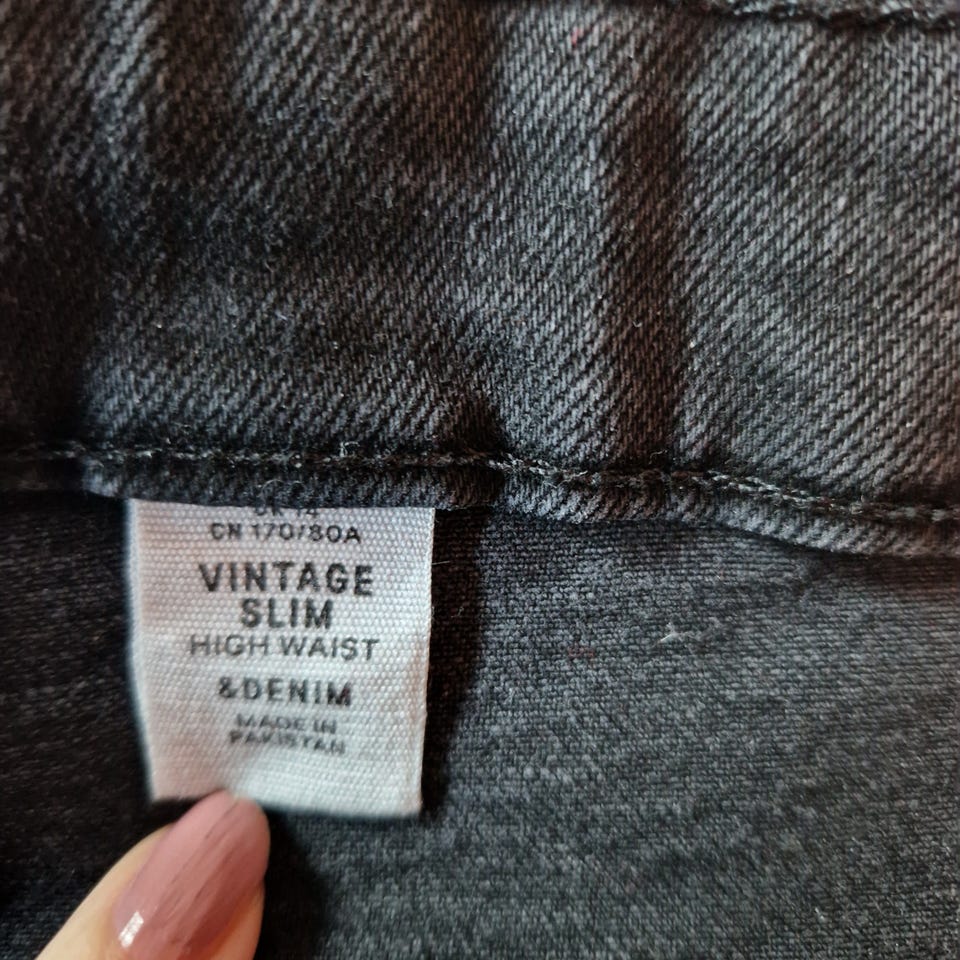 CN 170/80A
VINTAGE
SLIM
HIGH WAIST
&DENIM
MADE IN
PAKISTAN